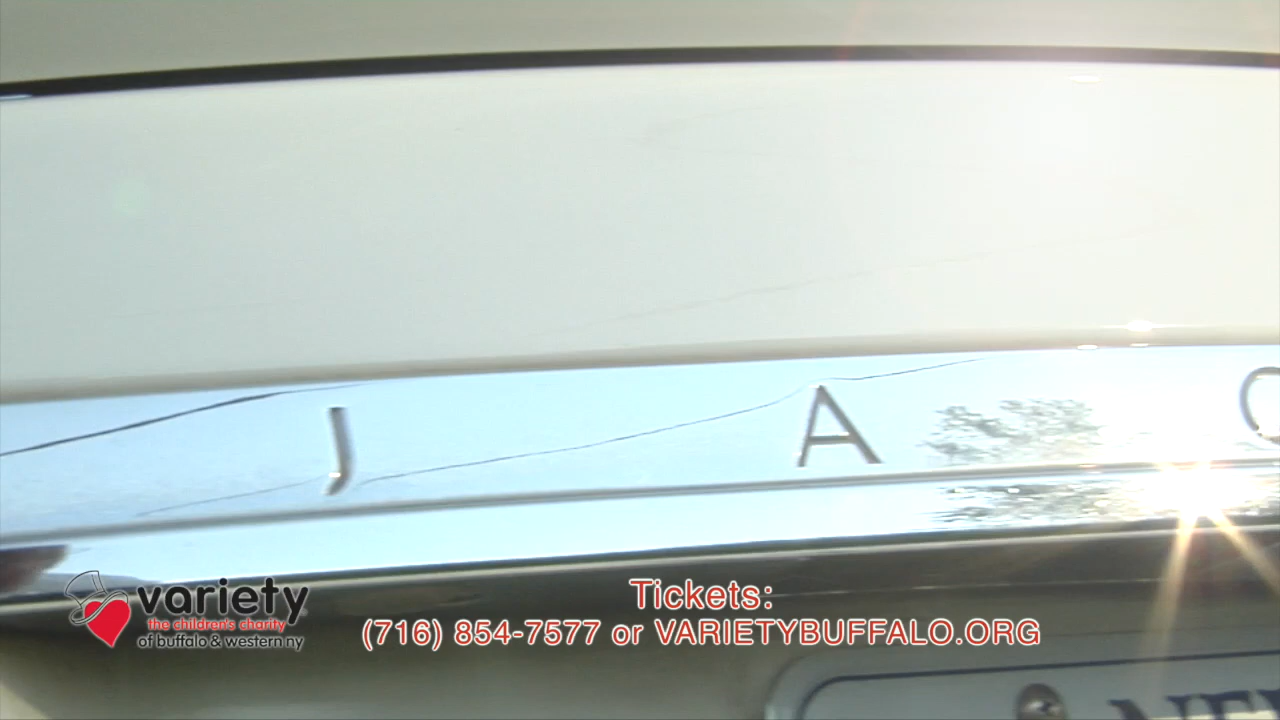 J A
variety
the children's charity
of buffalo & western ny
Tickets:
(716) 854-7577 or VARIETYBUFFALO.ORG